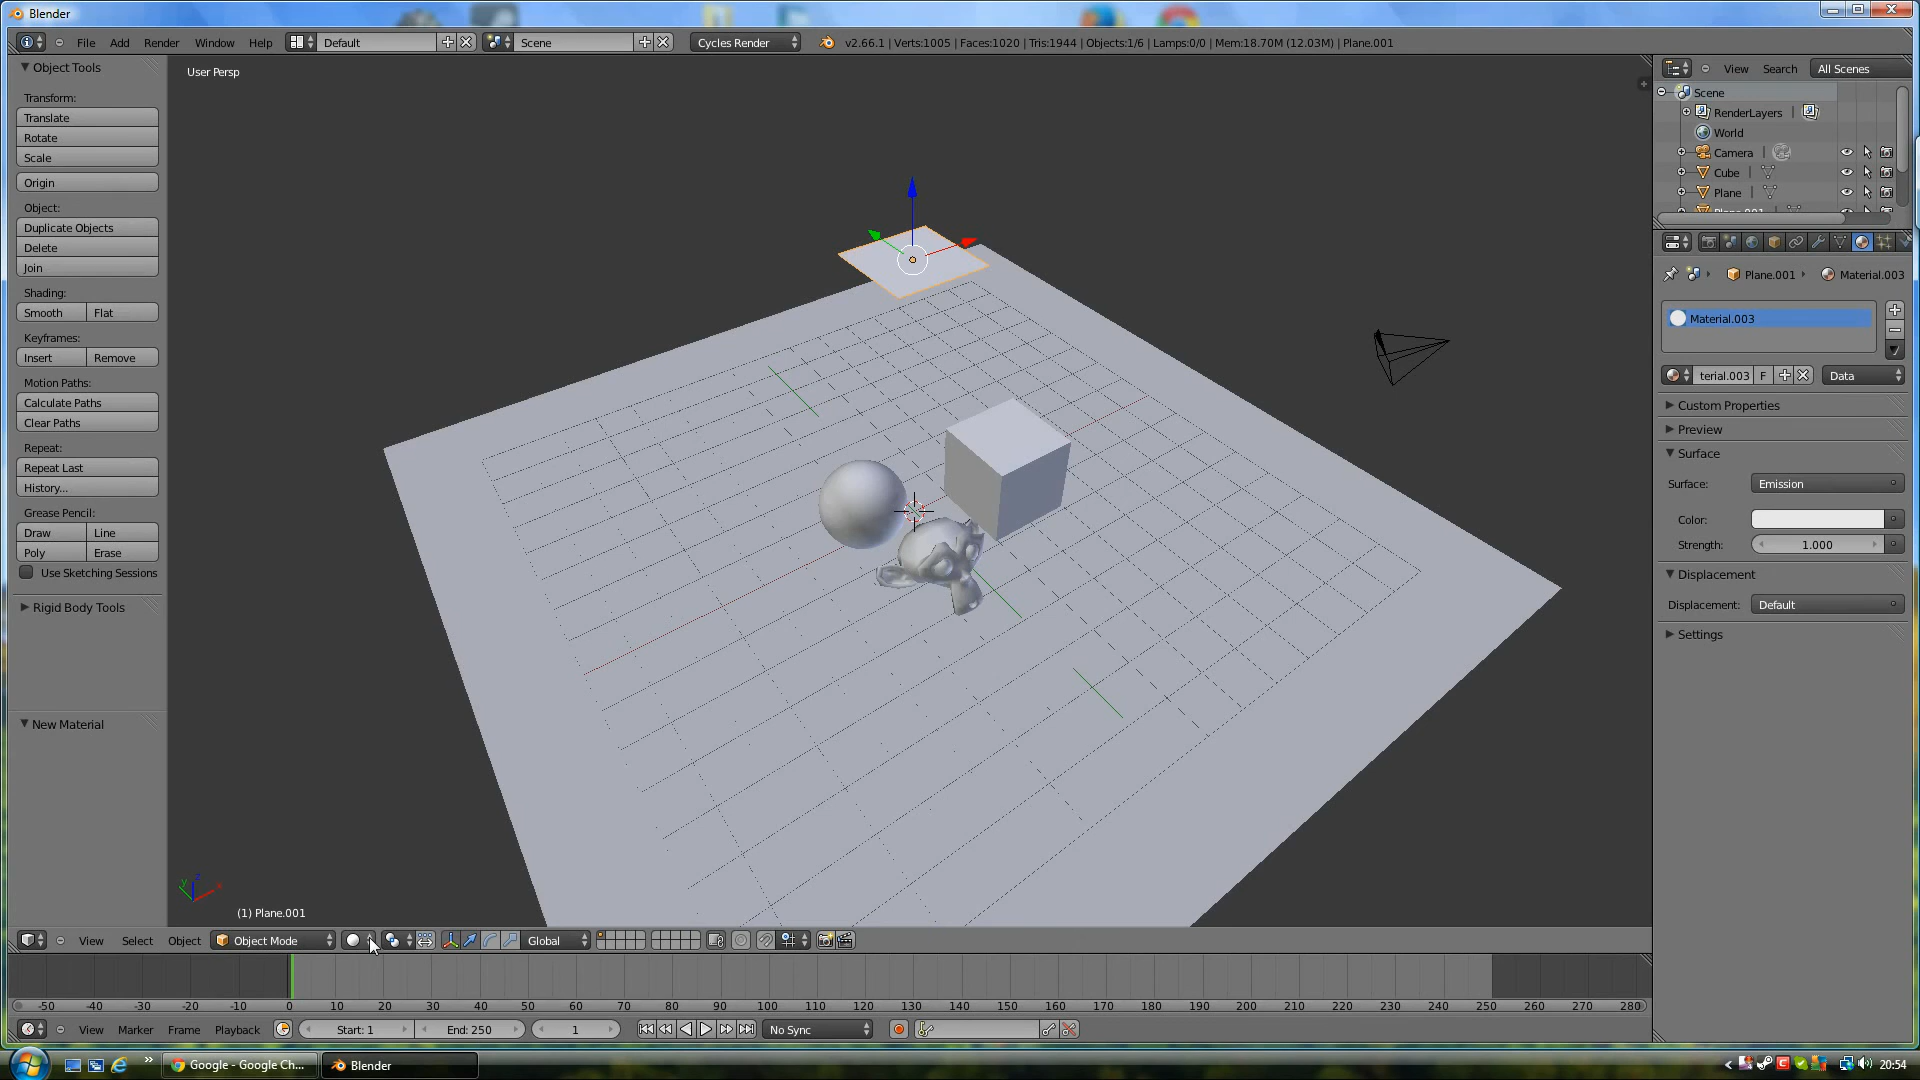 Blender
File Add Render Window Help Default Scene Cycles Render v2.66.1 | Verts:1005 | Faces:1020 | Tris:1944 | Objects:1/6 | Lamps:0/0 | Mem:18.70M (12.03M) | Plane.001
Object Tools
Transform:
Translate
Rotate
Scale
Origin
Object:
Duplicate Objects
Delete
Join
Shading:
Smooth Flat
Keyframes:
Insert Remove
Motion Paths:
Calculate Paths
Clear Paths
Repeat:
Repeat Last
History...
Grease Pencil:
Draw Line
Poly Erase
Use Sketching Sessions
Rigid Body Tools
New Material
User Persp
(1) Plane.001
View Search All Scenes
Scene
RenderLayers
World
Camera
Cube
Plane
Plane.001 Material.003
Material.003
terial.003 F Data
Custom Properties
Preview
Surface
Surface: Emission
Color:
Strength: 1.000
Displacement
Displacement: Default
Settings
View Select Object Object Mode Global
-50 -40 -30 -20 -10 0 10 20 30 40 50 60 70 80 90 100 110 120 130 140 150 160 170 180 190 200 210 220 230 240 250 260 270 280
View Marker Frame Playback Start: 1 End: 250 1 No Sync
Google - Google Ch... Blender 20:54